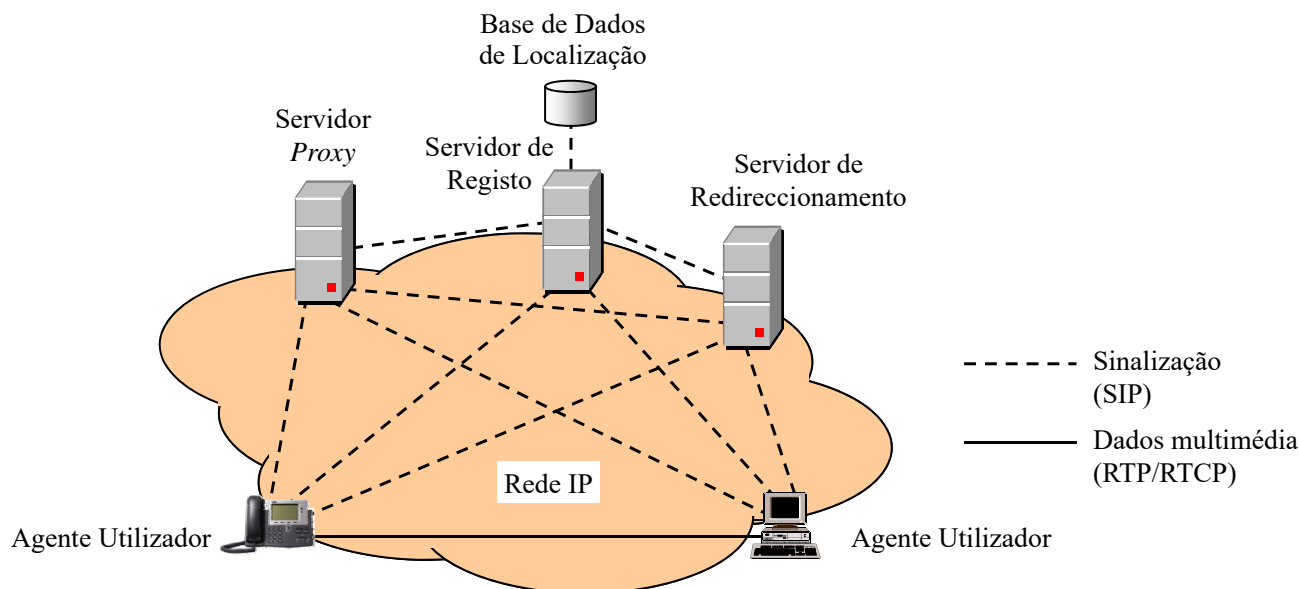 Base de Dados
de Localização
Servidor
Proxy
Servidor de
Registo
Servidor de
Redireccionamento
Sinalização
(SIP)
Dados multimédia
(RTP/RTCP)
Rede IP
Agente Utilizador
Agente Utilizador